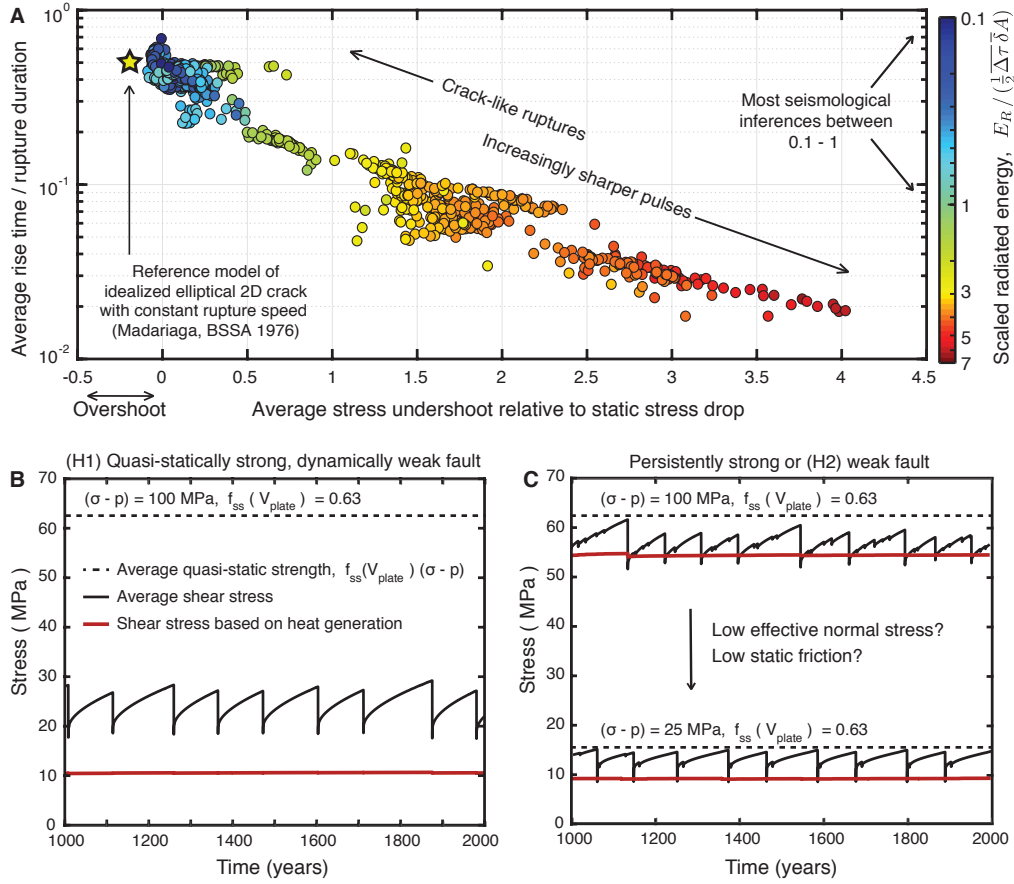 A
Average rise time / rupture duration
10^0
10^-1
10^-2
-0.5
0
0.5
1
1.5
2
2.5
3
3.5
4
4.5
Overshoot
Average stress undershoot relative to static stress drop
Crack-like ruptures
Increasingly sharper pulses
Most seismological
inferences between
0.1 - 1
Reference model of
idealized elliptical 2D crack
with constant rupture speed
(Madariaga, BSSA 1976)
0.1
1
3
5
7
Scaled radiated energy, E_R / (½ Δτ̅ δ̅ A)
(H1) Quasi-statically strong, dynamically weak fault
B
Stress ( MPa)
70
60
50
40
30
20
10
0
(σ - p) = 100 MPa, f_ss ( V_plate ) = 0.63
Average quasi-static strength, f_ss(V_plate ) (σ - p)
Average shear stress
Shear stress based on heat generation
1000
1200
1400
1600
1800
2000
Time (years)
Persistently strong or (H2) weak fault
C
Stress ( MPa)
70
60
50
40
30
20
10
0
(σ - p) = 100 MPa, f_ss ( V_plate ) = 0.63
Low effective normal stress?
Low static friction?
(σ - p) = 25 MPa, f_ss ( V_plate ) = 0.63
1000
1200
1400
1600
1800
2000
Time (years)